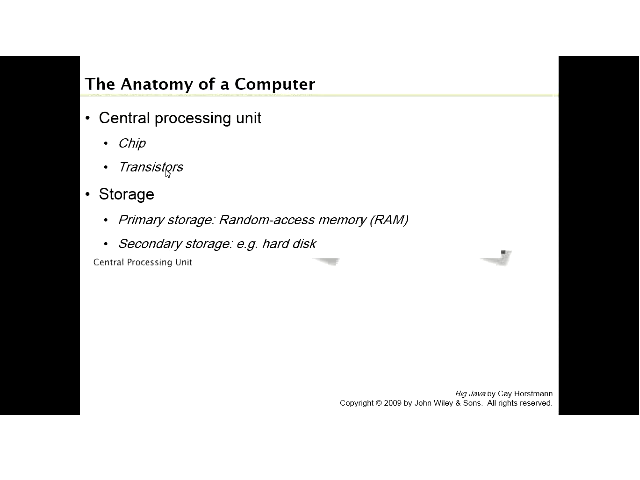 The Anatomy of a Computer
• Central processing unit
• Chip
• Transistors
• Storage
• Primary storage: Random-access memory (RAM)
• Secondary storage: e.g. hard disk
Central Processing Unit
Big Java by Cay Horstmann
Copyright © 2009 by John Wiley & Sons. All rights reserved.